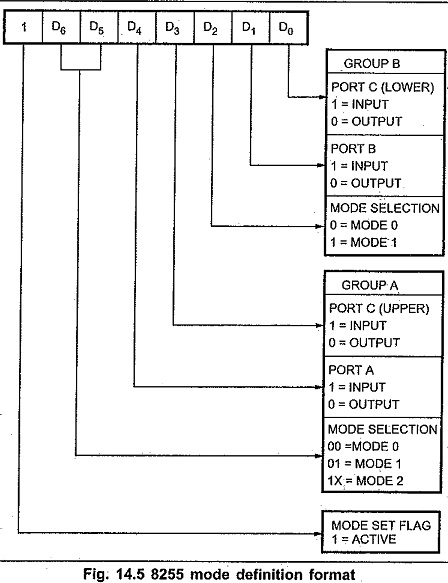 1 D6 D5 D4 D3 D2 D1 D0
GROUP B
PORT C (LOWER)
1 = INPUT
0 = OUTPUT
PORT B
1 = INPUT
0 = OUTPUT
MODE SELECTION
0 = MODE 0
1 = MODE 1
GROUP A
PORT C (UPPER)
1 = INPUT
0 = OUTPUT
PORT A
1 = INPUT
0 = OUTPUT
MODE SELECTION
00 =MODE 0
01 = MODE 1
1X = MODE 2
MODE SET FLAG
1 = ACTIVE
Fig. 14.5 8255 mode definition format